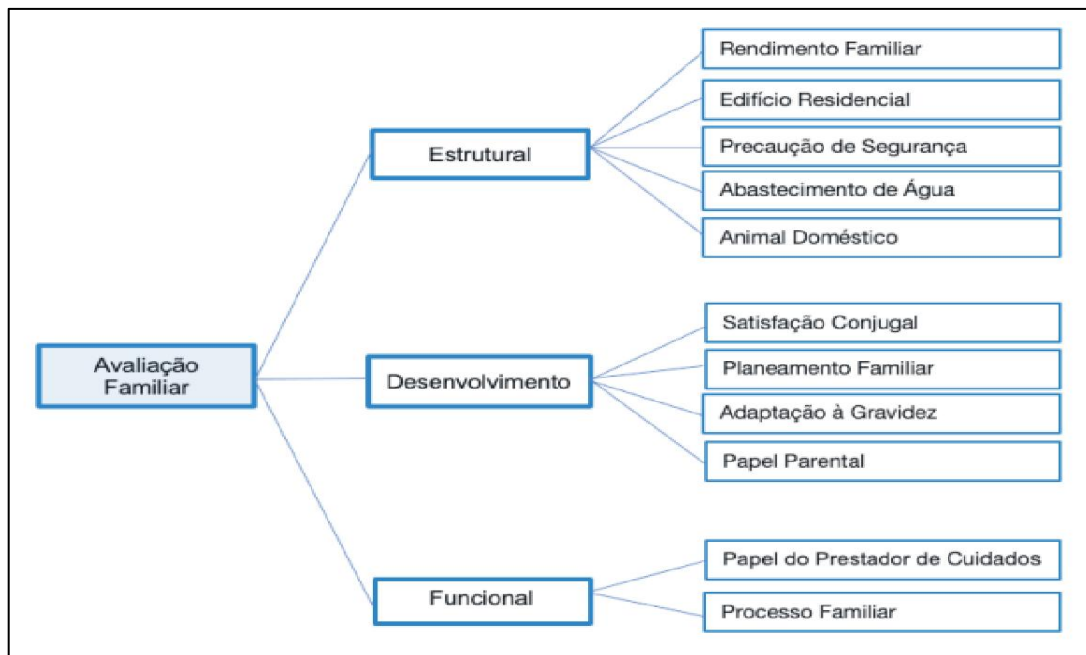 Avaliação
Familiar
Estrutural
Rendimento Familiar
Edifício Residencial
Precaução de Segurança
Abastecimento de Água
Animal Doméstico
Desenvolvimento
Satisfação Conjugal
Planeamento Familiar
Adaptação à Gravidez
Papel Parental
Funcional
Papel do Prestador de Cuidados
Processo Familiar